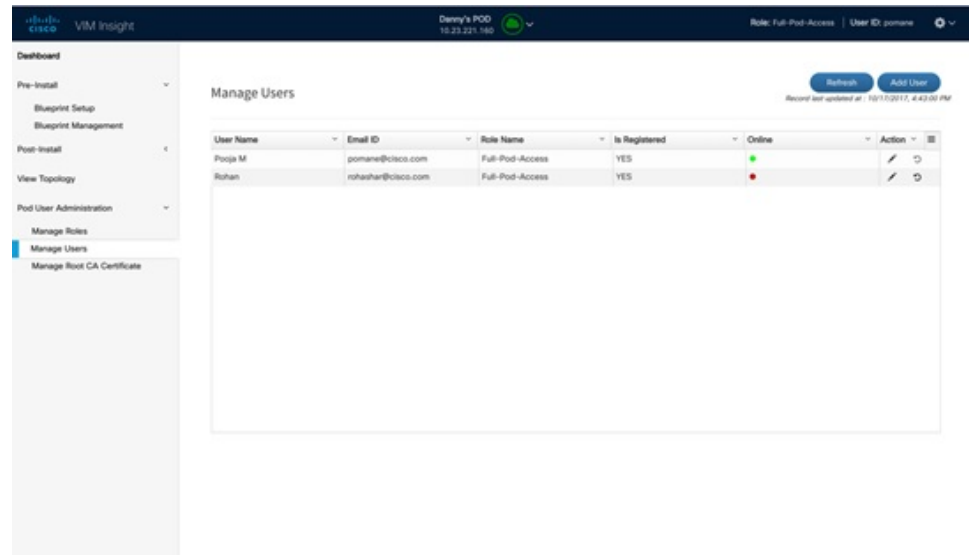 cisco VIM Insight
Danny's POD
10.23.221.160
Role: Full-Pod-Access | User ID: pomane
Dashboard
Pre-Install
Blueprint Setup
Blueprint Management
Post-Install
View Topology
Pod User Administration
Manage Roles
Manage Users
Manage Root CA Certificate
Manage Users
Refresh Add User
Record last updated at : 10/17/2017, 4:43:00 PM
User Name Email ID Role Name Is Registered Online Action
Pooja M pomane@cisco.com Full-Pod-Access YES
Rohan rohashar@cisco.com Full-Pod-Access YES